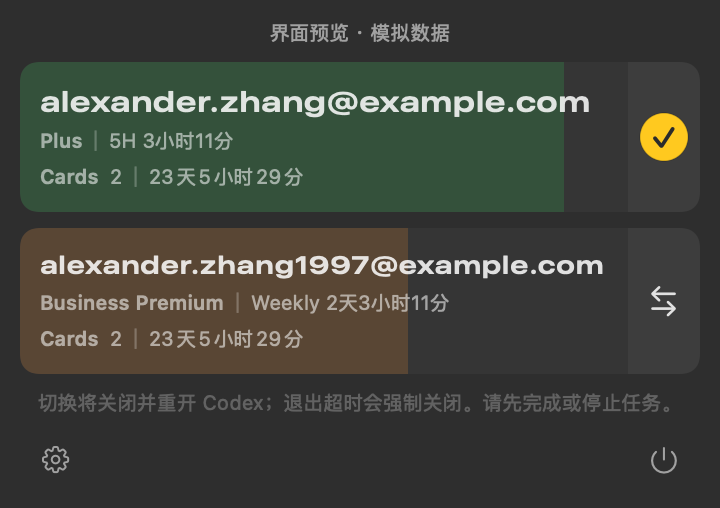 界面预览 · 模拟数据
alexander.zhang@example.com
Plus | 5H 3小时11分
Cards 2 | 23天5小时29分
alexander.zhang1997@example.com
Business Premium | Weekly 2天3小时11分
Cards 2 | 23天5小时29分
切换将关闭并重开 Codex；退出超时会强制关闭。请先完成或停止任务。